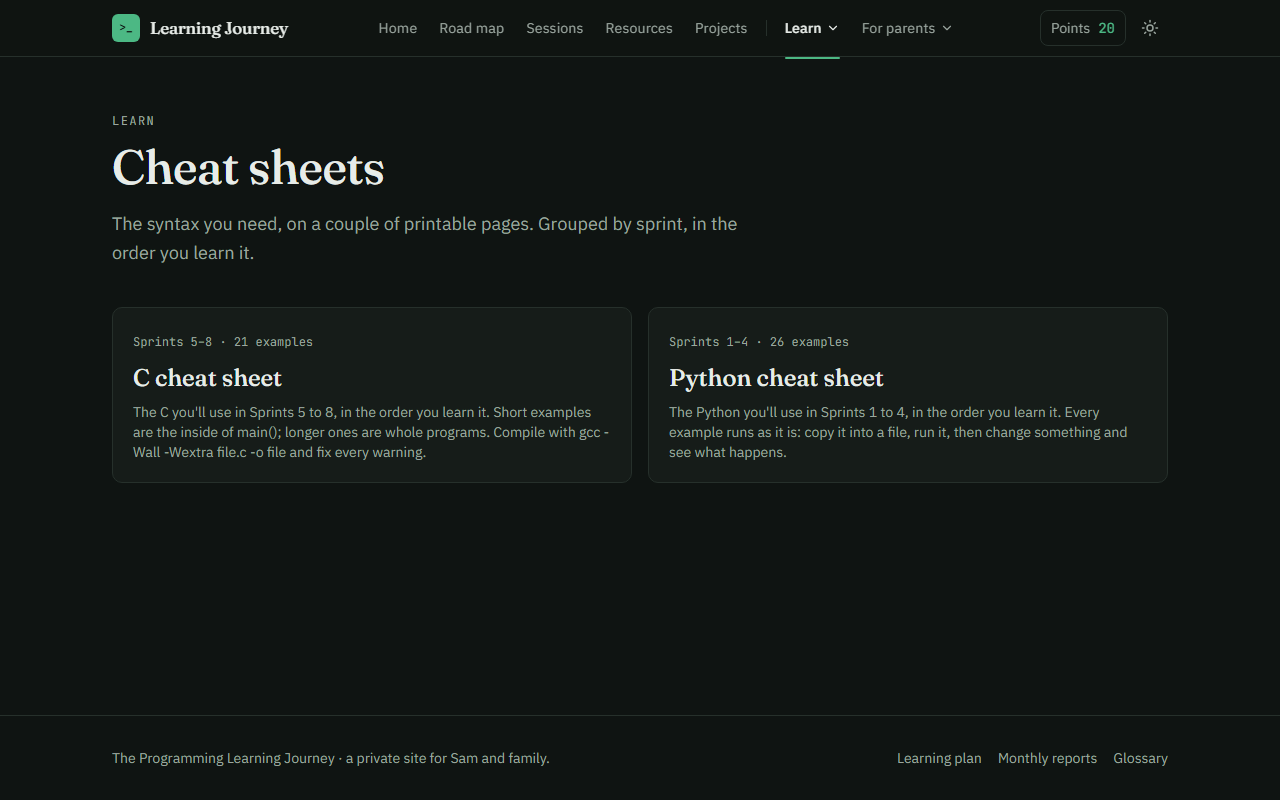 >_ Learning Journey Home Road map Sessions Resources Projects Learn For parents Points 20
LEARN
Cheat sheets
The syntax you need, on a couple of printable pages. Grouped by sprint, in the
order you learn it.
Sprints 5–8 · 21 examples
C cheat sheet
The C you'll use in Sprints 5 to 8, in the order you learn it. Short examples
are the inside of main(); longer ones are whole programs. Compile with gcc -
Wall -Wextra file.c -o file and fix every warning.
Sprints 1–4 · 26 examples
Python cheat sheet
The Python you'll use in Sprints 1 to 4, in the order you learn it. Every
example runs as it is: copy it into a file, run it, then change something and
see what happens.
The Programming Learning Journey · a private site for Sam and family.
Learning plan Monthly reports Glossary